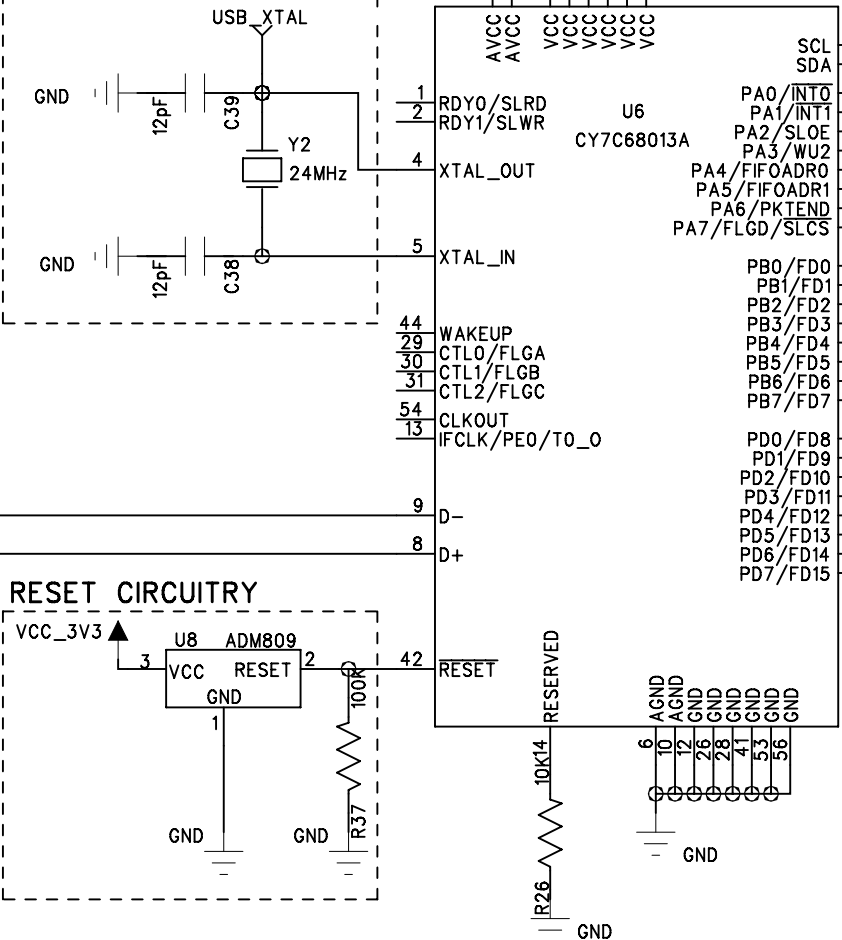 USB_XTAL
GND
12pF
C39
Y2
24MHz
GND
12pF
C38
AVCC
AVCC
VCC
VCC
VCC
VCC
VCC
VCC
U6
CY7C68013A
1 RDY0/SLRD
2 RDY1/SLWR
4 XTAL_OUT
5 XTAL_IN
44 WAKEUP
29 CTL0/FLGA
30 CTL1/FLGB
31 CTL2/FLGC
54 CLKOUT
13 IFCLK/PE0/T0_O
9 D-
8 D+
SCL
SDA
PA0/INT0
PA1/INT1
PA2/SLOE
PA3/WU2
PA4/FIFOADR0
PA5/FIFOADR1
PA6/PKTEND
PA7/FLGD/SLCS
PB0/FD0
PB1/FD1
PB2/FD2
PB3/FD3
PB4/FD4
PB5/FD5
PB6/FD6
PB7/FD7
PD0/FD8
PD1/FD9
PD2/FD10
PD3/FD11
PD4/FD12
PD5/FD13
PD6/FD14
PD7/FD15
RESET CIRCUITRY
VCC_3V3
U8 ADM809
3 VCC
RESET 2
GND
1
42 RESET
100K
R37
GND
GND
RESERVED
14
10K
R26
GND
AGND
AGND
GND
GND
GND
GND
GND
GND
6
10
12
26
28
41
53
56
GND